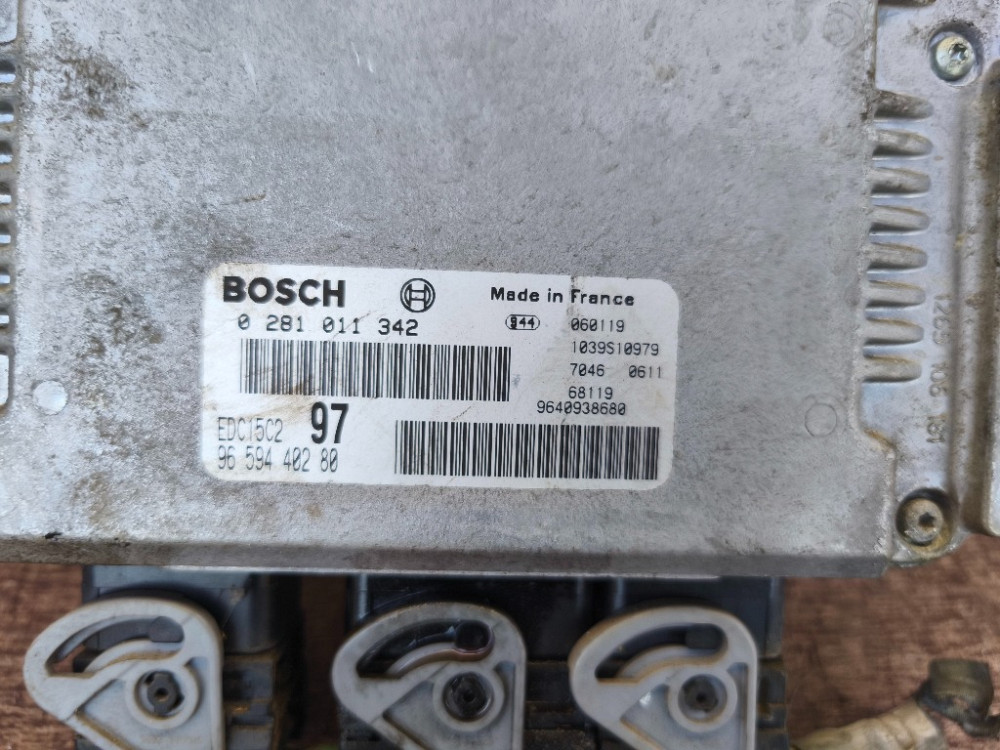 BOSCH
Made in France
0 281 011 342
944
060119
1039S10979
7046 0611
68119
9640938680
EDC15C2
97
96 594 402 80